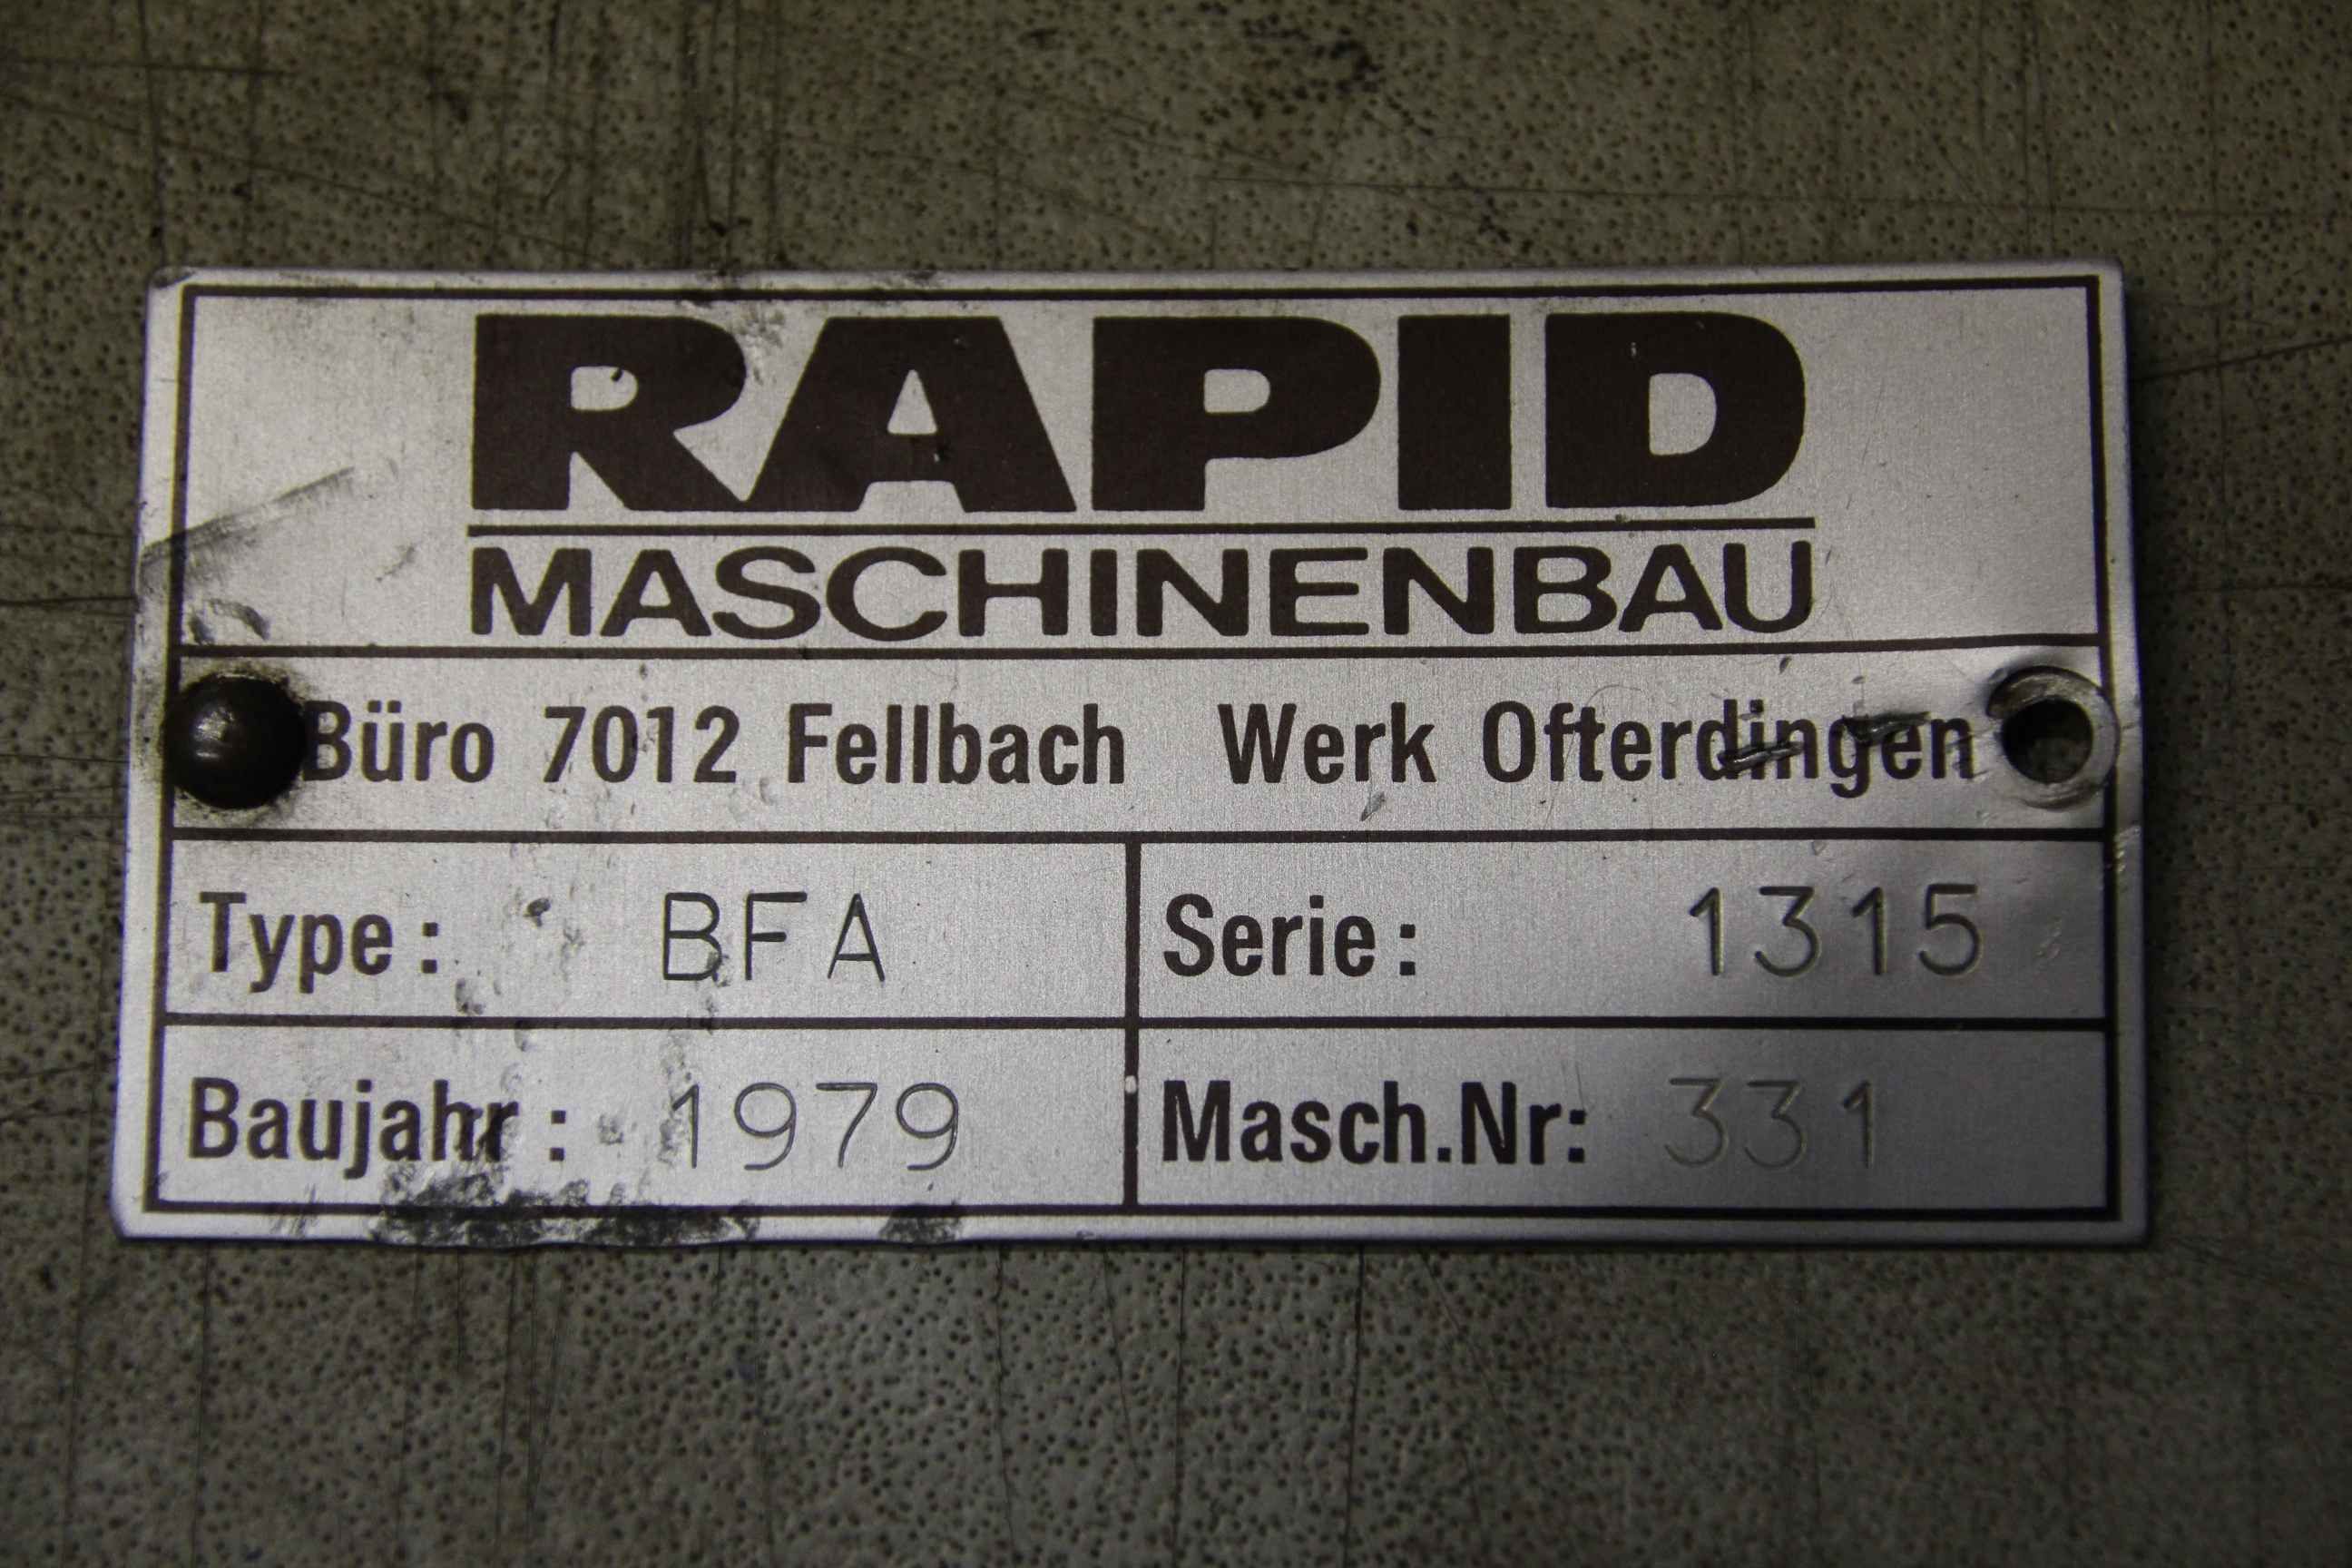 RAPID
MASCHINENBAU
Büro 7012 Fellbach Werk Ofterdingen
Type: BFA Serie: 1315
Baujahr: 1979 Masch.Nr: 331